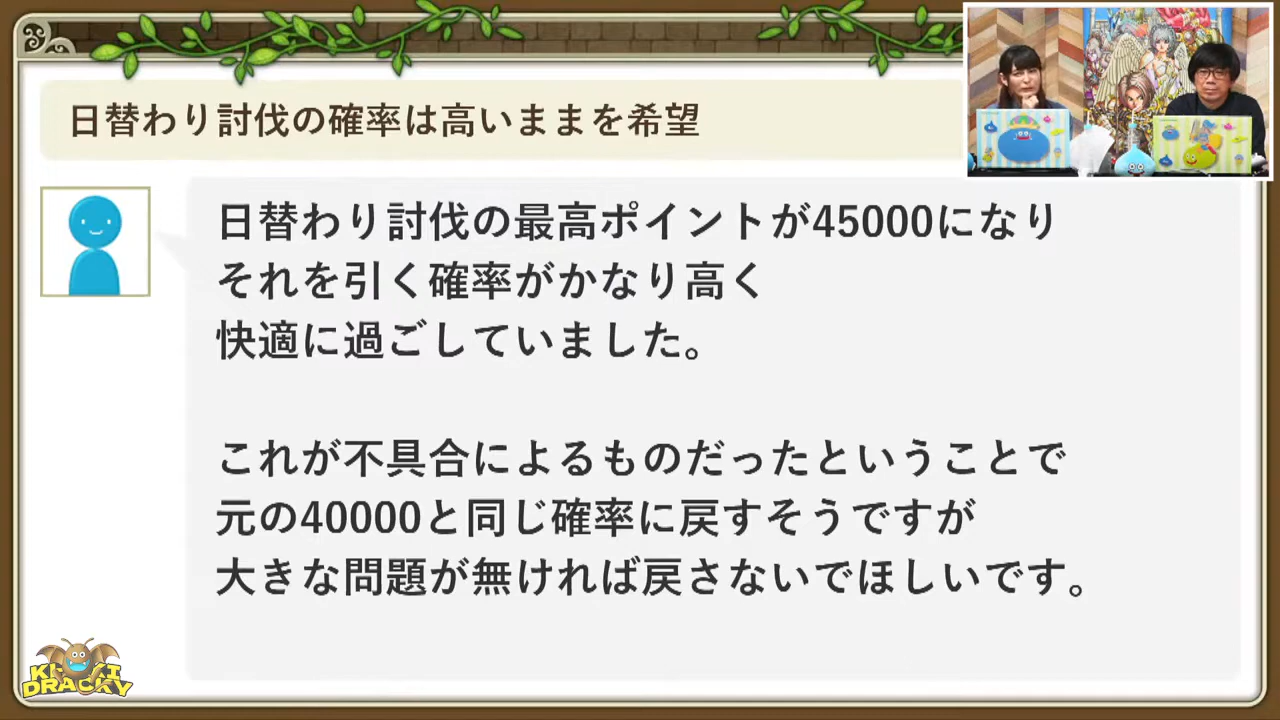 日替わり討伐の確率は高いままを希望
日替わり討伐の最高ポイントが45000になり
それを引く確率がかなり高く
快適に過ごしていました。
これが不具合によるものだったということで
元の40000と同じ確率に戻すそうですが
大きな問題が無ければ戻さないでほしいです。
DRACKY